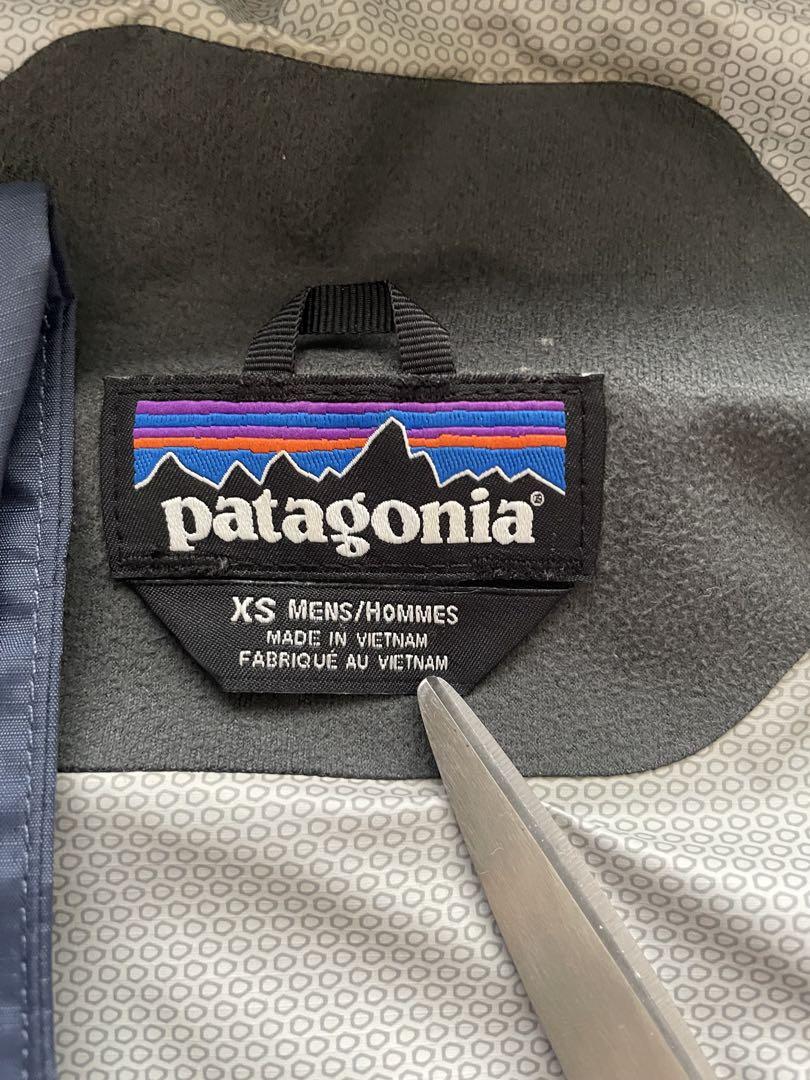 patagonia®
XS MENS/HOMMES
MADE IN VIETNAM
FABRIQUÉ AU VIETNAM